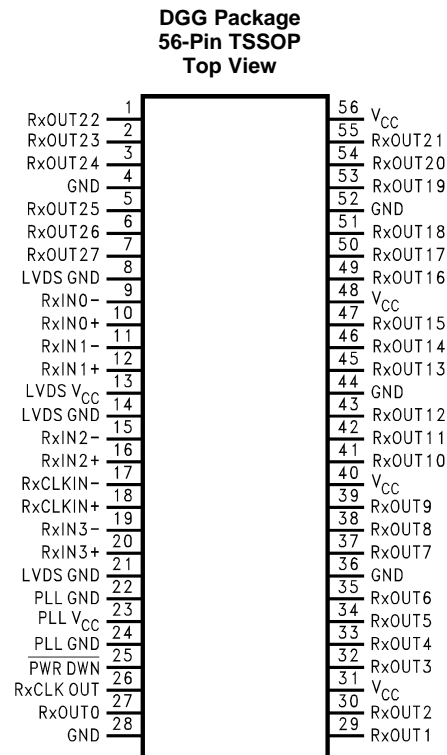 DGG Package
56-Pin TSSOP
Top View
RxOUT22 1
RxOUT23 2
RxOUT24 3
GND 4
RxOUT25 5
RxOUT26 6
RxOUT27 7
LVDS GND 8
RxIN0- 9
RxIN0+ 10
RxIN1- 11
RxIN1+ 12
LVDS VCC 13
LVDS GND 14
RxIN2- 15
RxIN2+ 16
RxCLKIN- 17
RxCLKIN+ 18
RxIN3- 19
RxIN3+ 20
LVDS GND 21
PLL GND 22
PLL VCC 23
PLL GND 24
PWR DWN 25
RxCLK OUT 26
RxOUT0 27
GND 28
56 VCC
55 RxOUT21
54 RxOUT20
53 RxOUT19
52 GND
51 RxOUT18
50 RxOUT17
49 RxOUT16
48 VCC
47 RxOUT15
46 RxOUT14
45 RxOUT13
44 GND
43 RxOUT12
42 RxOUT11
41 RxOUT10
40 VCC
39 RxOUT9
38 RxOUT8
37 RxOUT7
36 GND
35 RxOUT6
34 RxOUT5
33 RxOUT4
32 RxOUT3
31 VCC
30 RxOUT2
29 RxOUT1